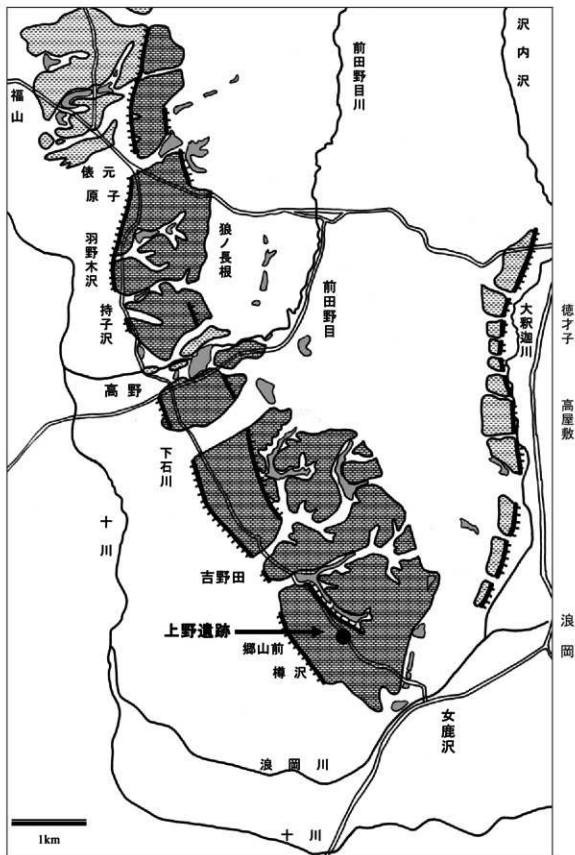 沢内沢
前田野目川
福山
俵元
原子
羽野木沢
狼ノ長根
持子沢
前田野目
大釈迦川
徳才子
高野
高屋敷
下石川
十川
吉野田
上野遺跡
郷山前
樽沢
浪岡
女鹿沢
浪岡川
十川
1km